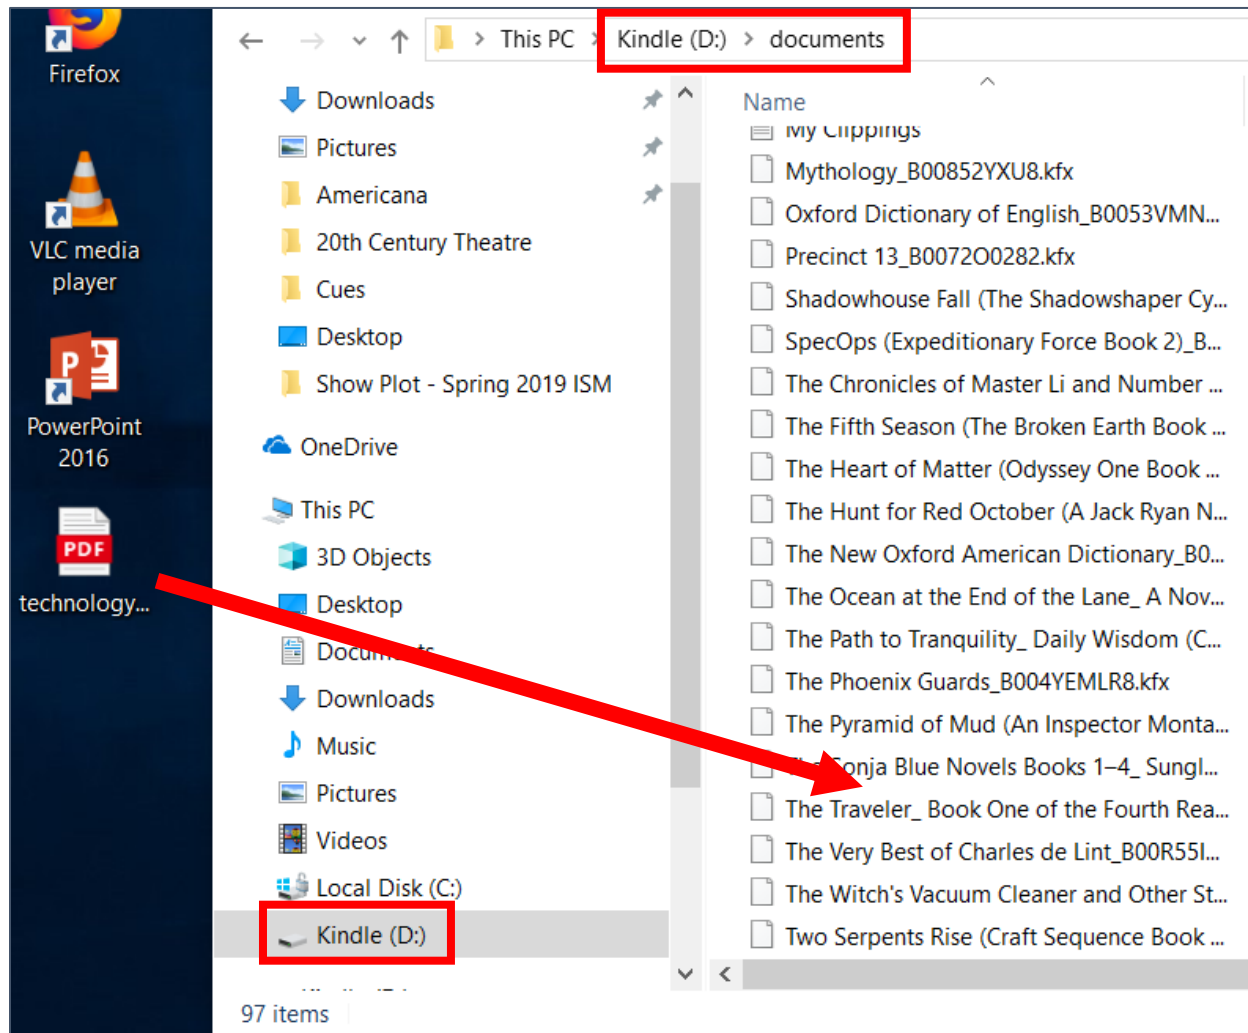 Firefox
VLC media
player
PowerPoint
2016
PDF
technology...
This PC > Kindle (D:) > documents
Downloads
Pictures
Americana
20th Century Theatre
Cues
Desktop
Show Plot - Spring 2019 ISM
OneDrive
This PC
3D Objects
Desktop
Documents
Downloads
Music
Pictures
Videos
Local Disk (C:)
Kindle (D:)
97 items
Name
My Clippings
Mythology_B00852YXU8.kfx
Oxford Dictionary of English_B0053VMN...
Precinct 13_B0072O0282.kfx
Shadowhouse Fall (The Shadowshaper Cy...
SpecOps (Expeditionary Force Book 2)_B...
The Chronicles of Master Li and Number ...
The Fifth Season (The Broken Earth Book ...
The Heart of Matter (Odyssey One Book ...
The Hunt for Red October (A Jack Ryan N...
The New Oxford American Dictionary_B0...
The Ocean at the End of the Lane_ A Nov...
The Path to Tranquility_ Daily Wisdom (C...
The Phoenix Guards_B004YEMLR8.kfx
The Pyramid of Mud (An Inspector Monta...
The Sonja Blue Novels Books 1–4_ Sungl...
The Traveler_ Book One of the Fourth Rea...
The Very Best of Charles de Lint_B00R55I...
The Witch's Vacuum Cleaner and Other St...
Two Serpents Rise (Craft Sequence Book ...